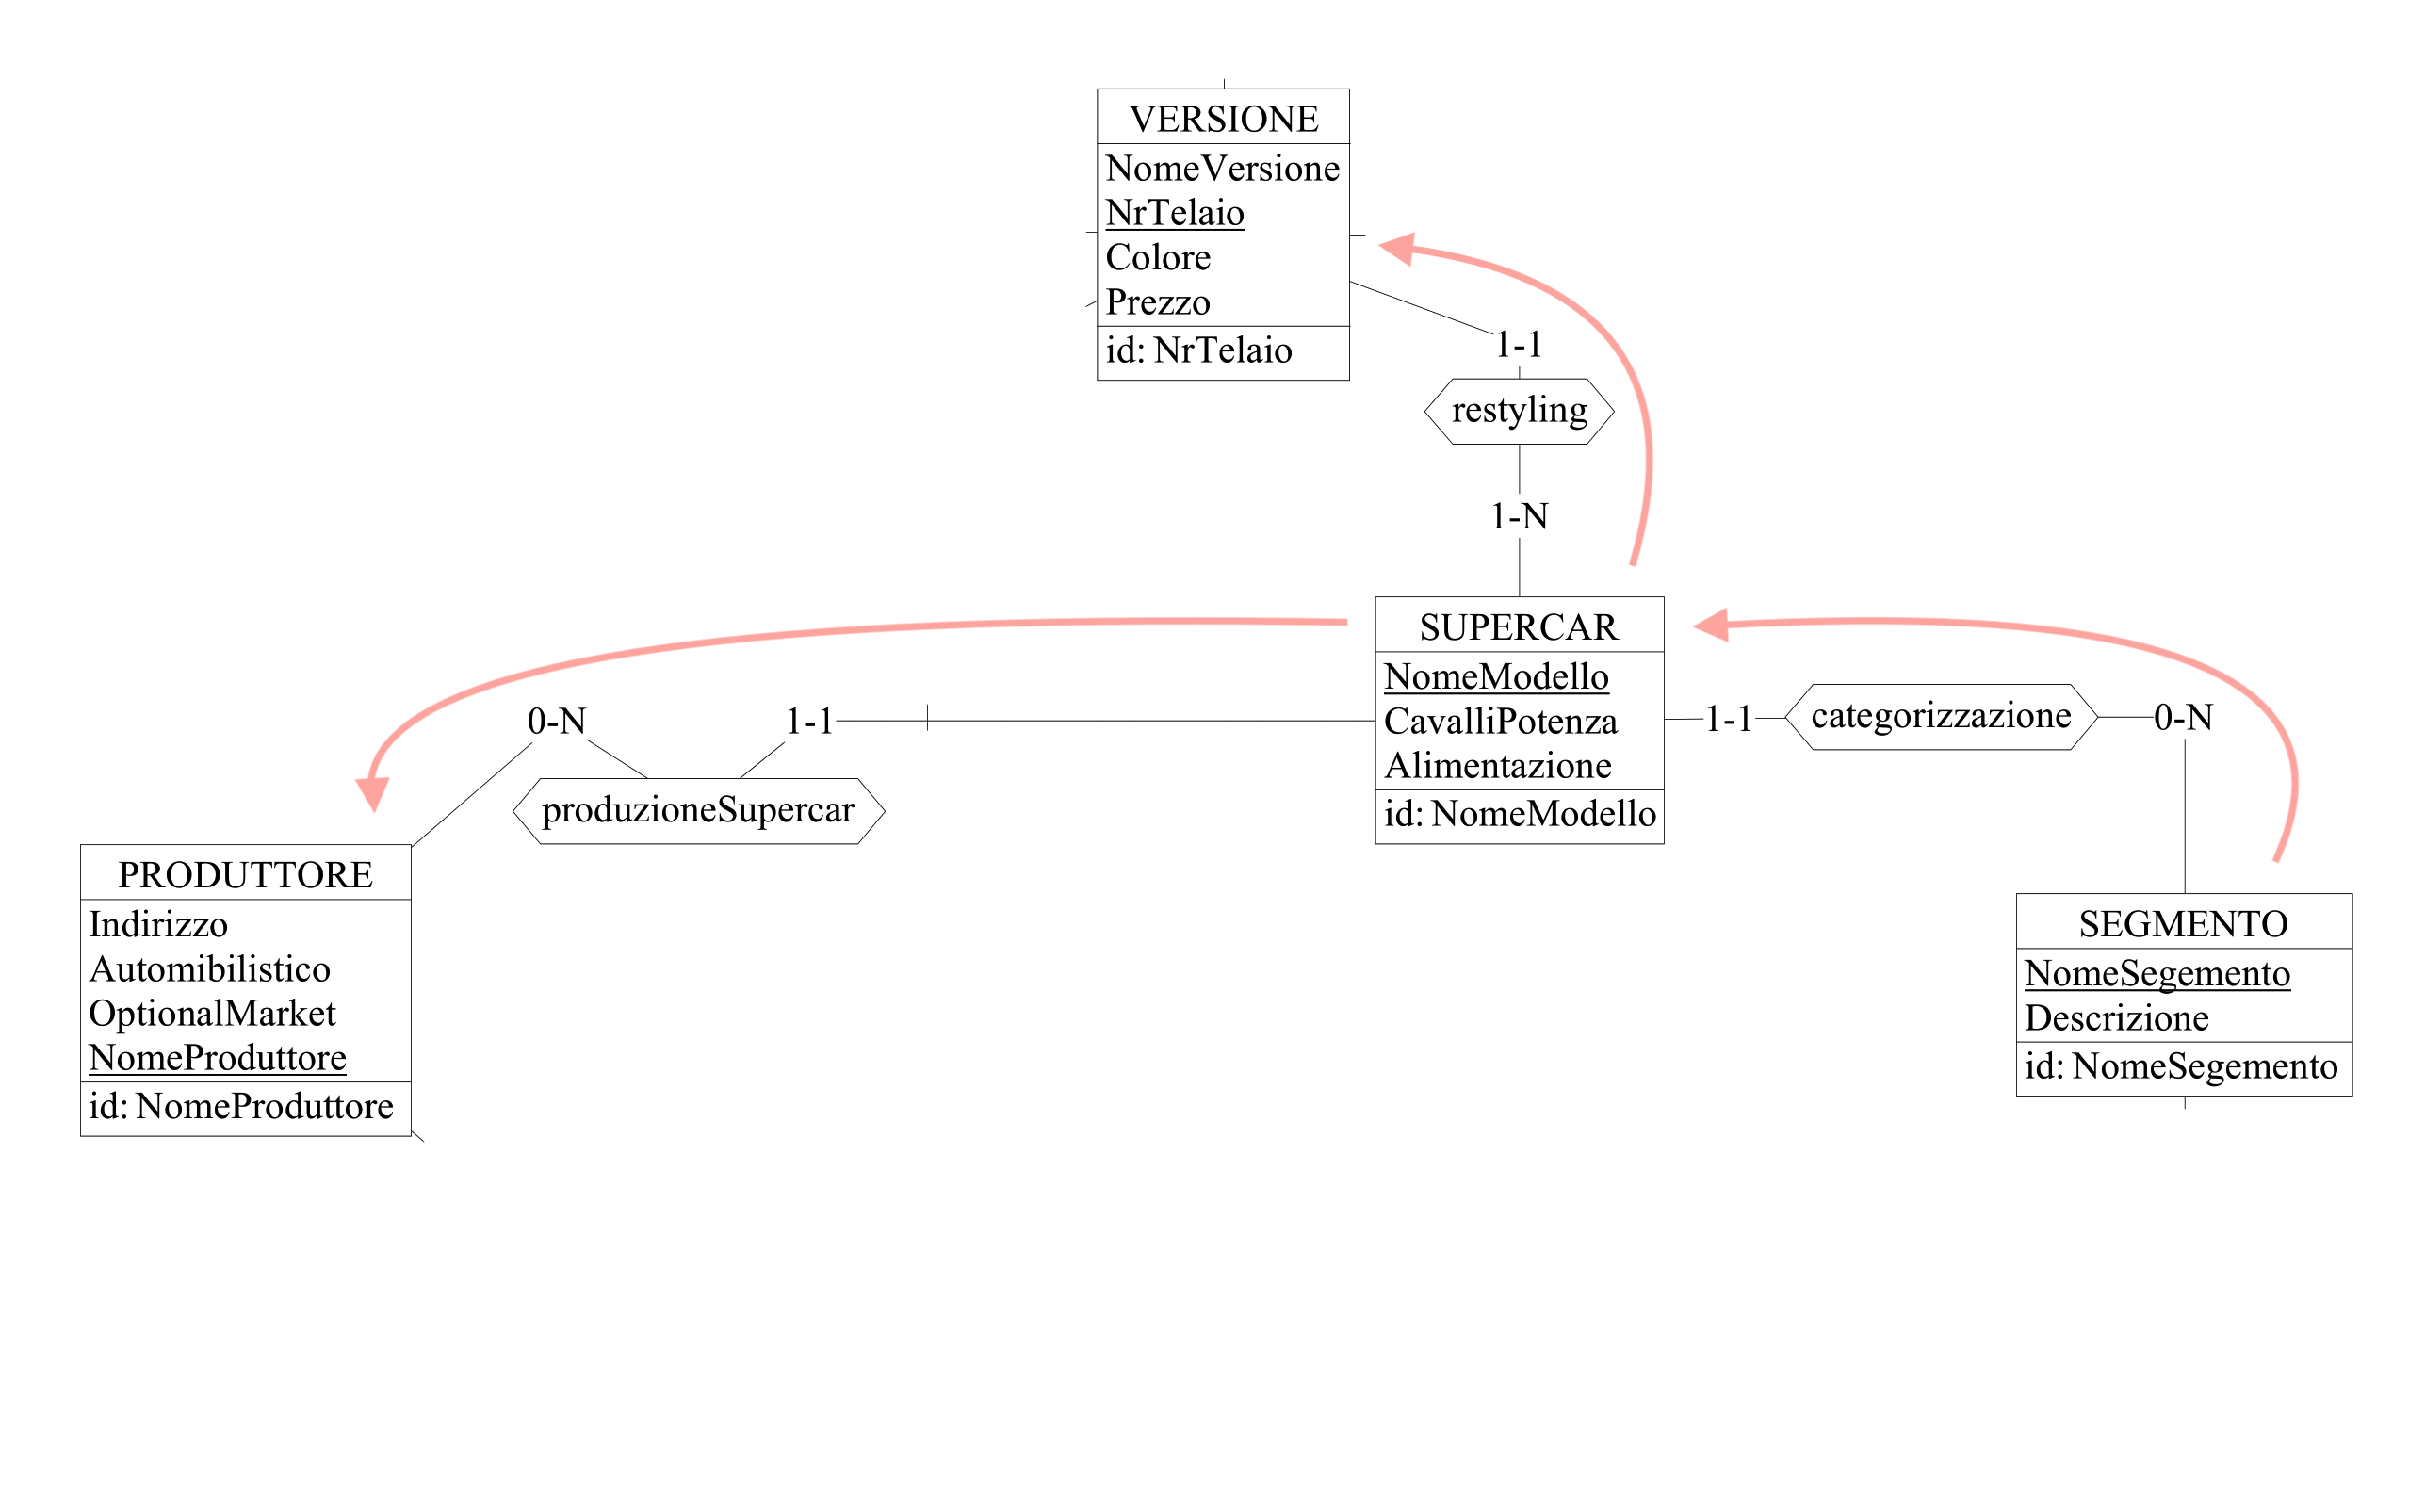 VERSIONE
NomeVersione
NrTelaio
Colore
Prezzo
id: NrTelaio
1-1
restyling
1-N
SUPERCAR
NomeModello
CavalliPotenza
Alimentazione
id: NomeModello
0-N
1-1
produzioneSupercar
1-1
categorizzazione
0-N
PRODUTTORE
Indirizzo
Automibilistico
OptionalMarket
NomeProduttore
id: NomeProduttore
SEGMENTO
NomeSegemento
Descrizione
id: NomeSegemento